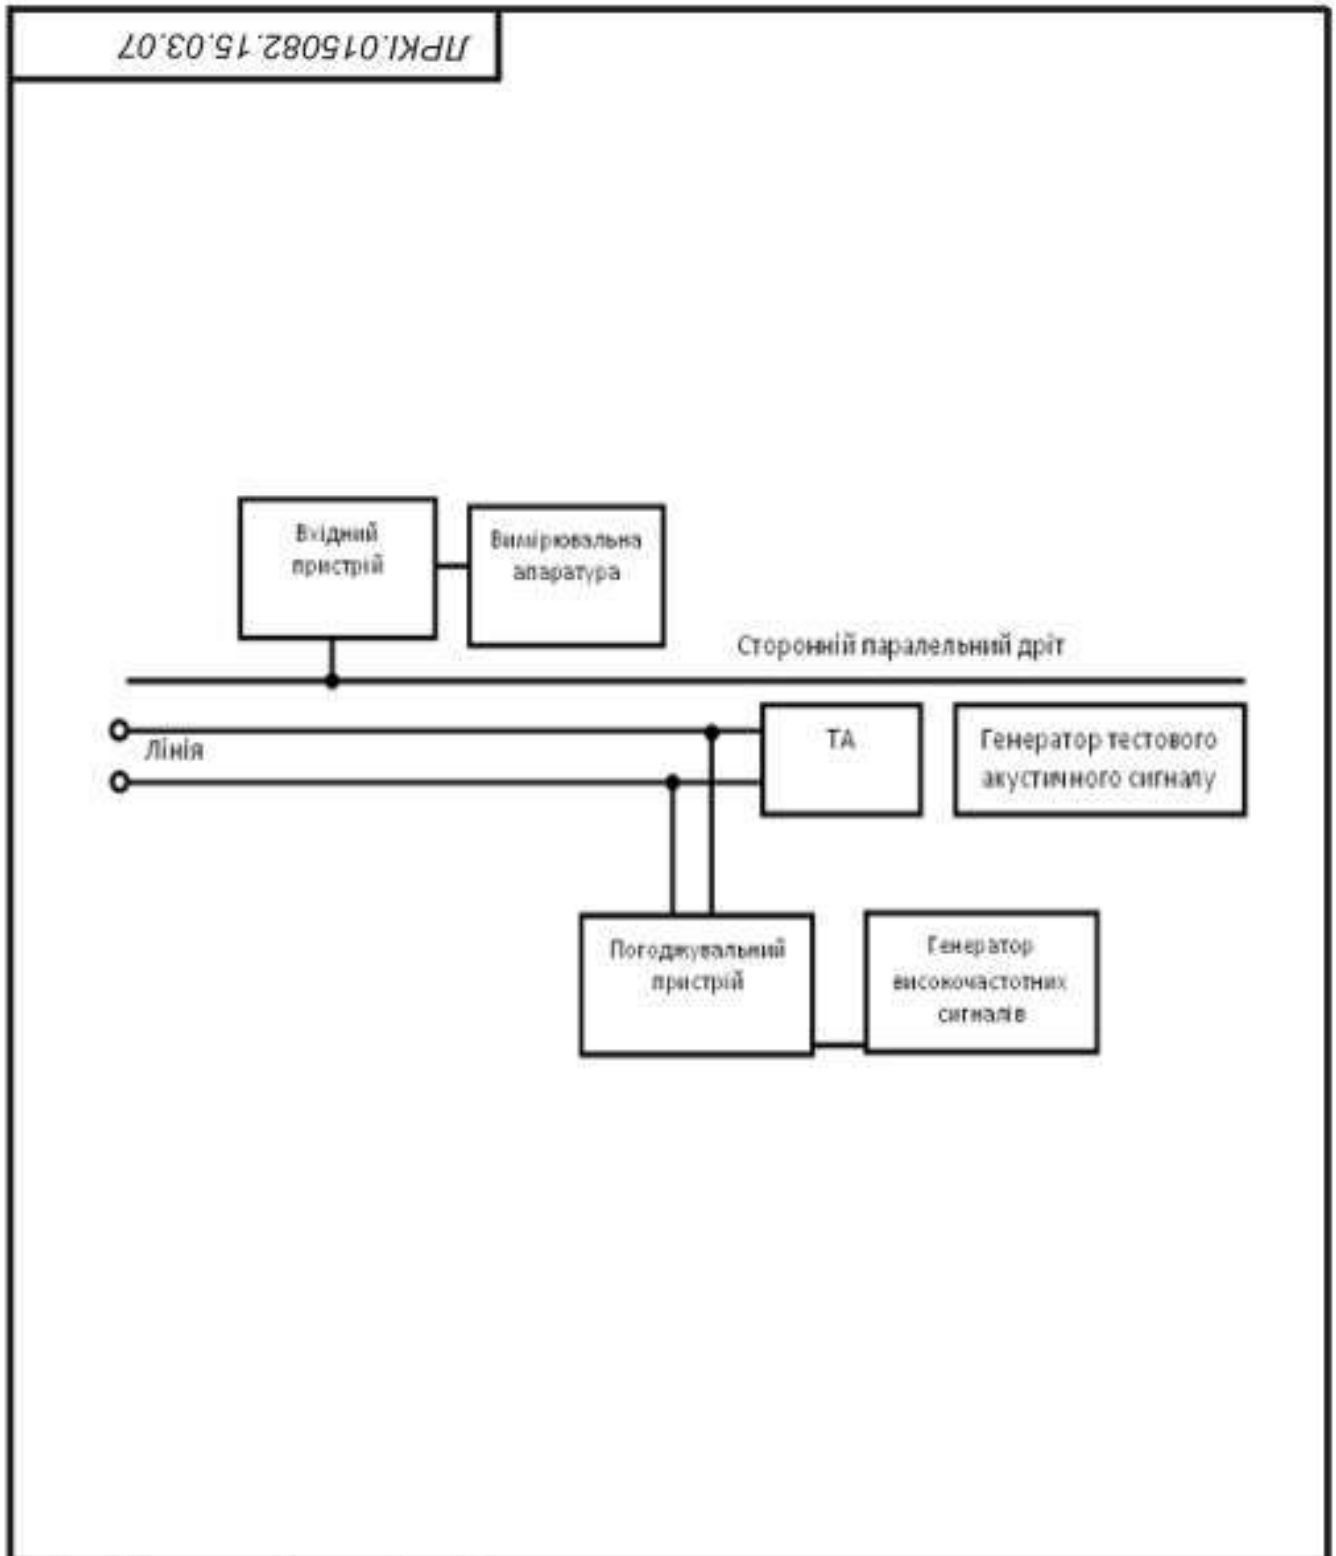 ЛРКІ.015082.15.03.07
Вхідний
пристрій
Вимірювальна
апаратура
Сторонній паралельний дріт
Лінія
ТА
Генератор тестового
акустичного сигналу
Погоджувальний
пристрій
Генератор
високочастотних
сигналів